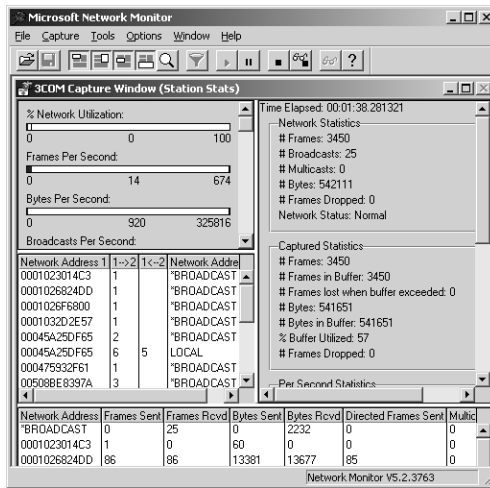 Microsoft Network Monitor
File Capture Tools Options Window Help
3COM Capture Window (Station Stats)
% Network Utilization:
0 0 100
Frames Per Second:
0 14 674
Bytes Per Second:
0 920 325816
Broadcasts Per Second:
Time Elapsed: 00:01:38.281321
Network Statistics
# Frames: 3450
# Broadcasts: 25
# Multicasts: 0
# Bytes: 542111
# Frames Dropped: 0
Network Status: Normal
Captured Statistics
# Frames: 3450
# Frames in Buffer: 3450
# Frames lost when buffer exceeded: 0
# Bytes: 541651
# Bytes in Buffer: 541651
% Buffer Utilized: 57
# Frames Dropped: 0
Per Second Statistics
Network Address 1 1-->2 1<--2 Network Addre
0001023014C3 1 *BROADCAST
0001026824DD 1 *BROADCAST
0001026F6800 1 *BROADCAST
0001032D2E57 1 *BROADCAST
00045A25DF65 2 *BROADCAST
00045A25DF65 6 5 LOCAL
000475932F61 1 *BROADCAST
00508BE8397A 3 *BROADCAST
Network Address Frames Sent Frames Rcvd Bytes Sent Bytes Rcvd Directed Frames Sent Multic
*BROADCAST 0 25 0 2232 0 0
0001023014C3 1 0 60 0 0 0
0001026824DD 86 86 13381 13677 85 0
Network Monitor V5.2.3763